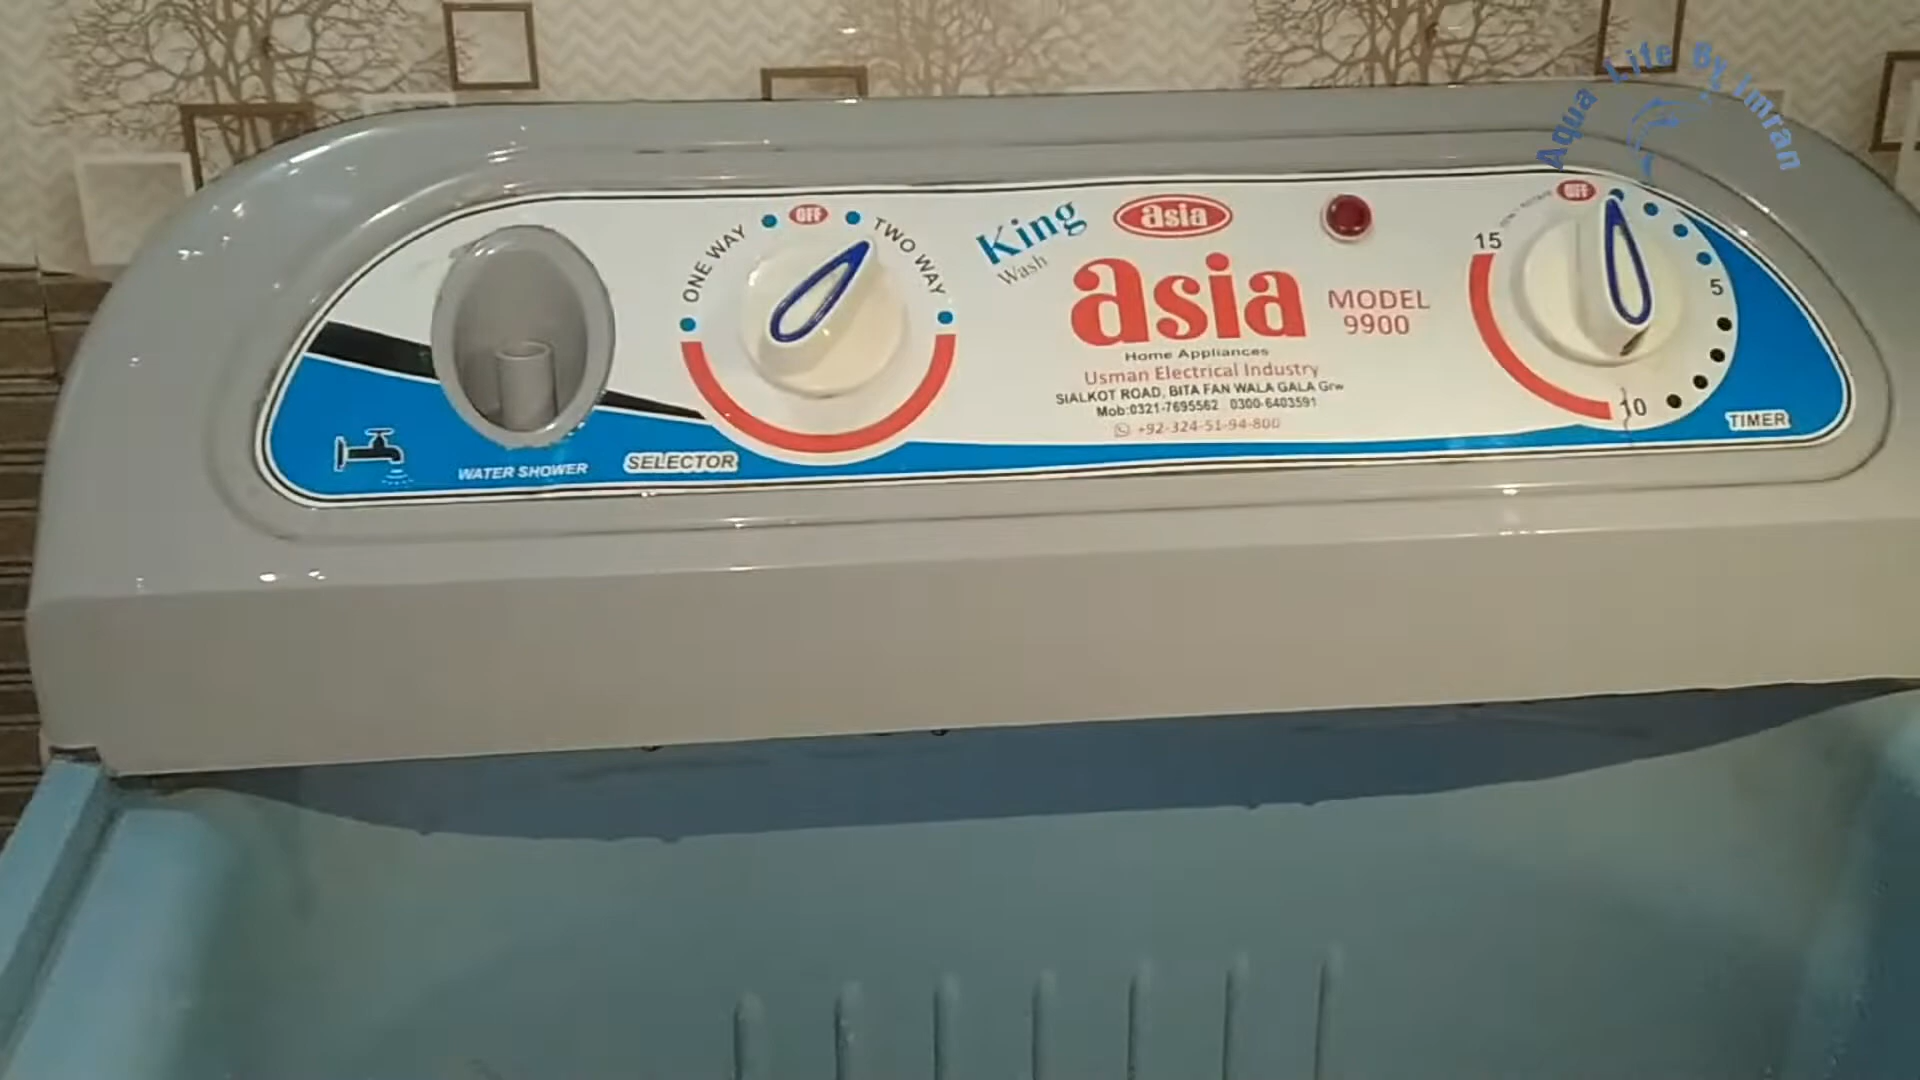 Aqua Life By Imran
OFF
ONE WAY
TWO WAY
King
Wash
asia
asia
MODEL
9900
Home Appliances
Usman Electrical Industry
SIALKOT ROAD, BITA FAN WALA GALA Grw
Mob:0321-7695562 0300-6403591
+92-324-51-94-800
OFF
15
5
10
TIMER
WATER SHOWER
SELECTOR